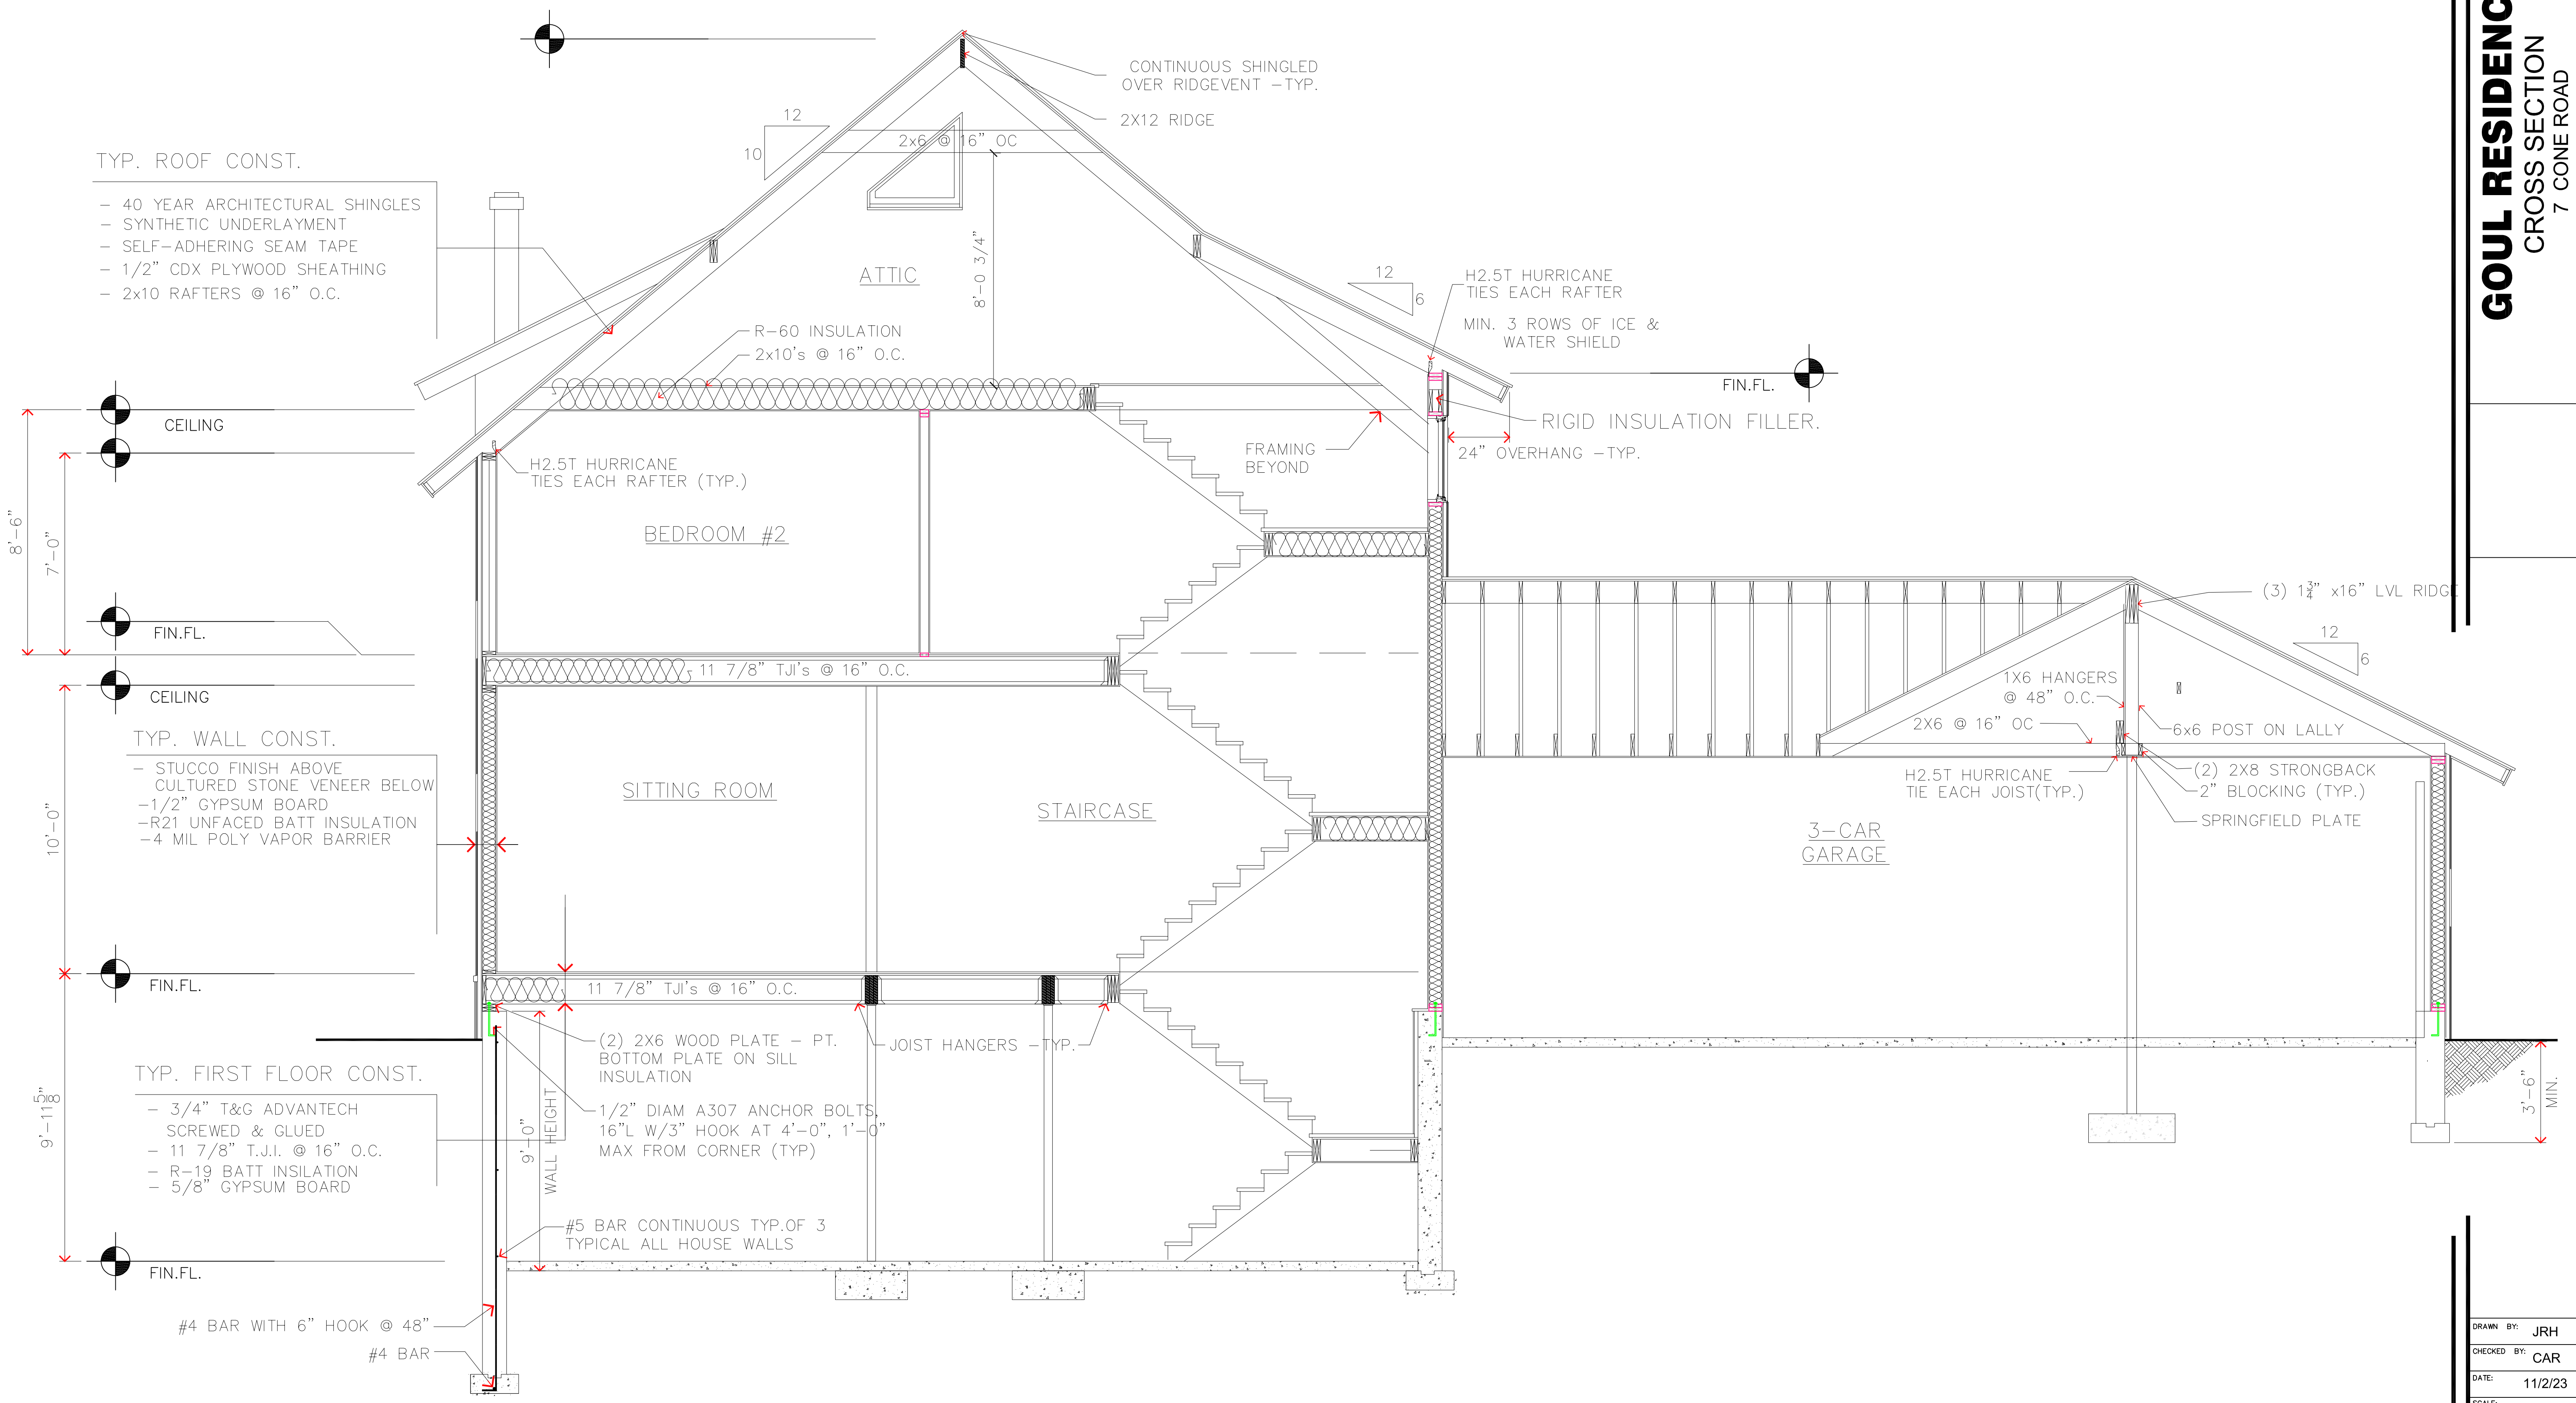 CONTINUOUS SHINGLED
OVER RIDGEVENT -TYP.
2X12 RIDGE
12
10
2x6 @ 16" OC
TYP. ROOF CONST.
- 40 YEAR ARCHITECTURAL SHINGLES
- SYNTHETIC UNDERLAYMENT
- SELF-ADHERING SEAM TAPE
- 1/2" CDX PLYWOOD SHEATHING
- 2x10 RAFTERS @ 16" O.C.
ATTIC
8'-0 3/4"
12
6
H2.5T HURRICANE
TIES EACH RAFTER
MIN. 3 ROWS OF ICE &
WATER SHIELD
R-60 INSULATION
2x10's @ 16" O.C.
FIN.FL.
RIGID INSULATION FILLER.
24" OVERHANG -TYP.
FRAMING
BEYOND
CEILING
H2.5T HURRICANE
TIES EACH RAFTER (TYP.)
8'-6"
7'-0"
BEDROOM #2
FIN.FL.
(3) 1¾" x16" LVL RIDGE
12
6
11 7/8" TJI's @ 16" O.C.
CEILING
1X6 HANGERS
@ 48" O.C.
2X6 @ 16" OC
6x6 POST ON LALLY
H2.5T HURRICANE
TIE EACH JOIST(TYP.)
(2) 2X8 STRONGBACK
2" BLOCKING (TYP.)
SPRINGFIELD PLATE
TYP. WALL CONST.
- STUCCO FINISH ABOVE
CULTURED STONE VENEER BELOW
-1/2" GYPSUM BOARD
-R21 UNFACED BATT INSULATION
-4 MIL POLY VAPOR BARRIER
10'-0"
SITTING ROOM
STAIRCASE
3-CAR
GARAGE
FIN.FL.
11 7/8" TJI's @ 16" O.C.
(2) 2X6 WOOD PLATE - PT.
BOTTOM PLATE ON SILL
INSULATION
JOIST HANGERS -TYP.
TYP. FIRST FLOOR CONST.
- 3/4" T&G ADVANTECH
SCREWED & GLUED
- 11 7/8" T.J.I. @ 16" O.C.
- R-19 BATT INSILATION
- 5/8" GYPSUM BOARD
9'-11⅝"
9'-0"
WALL HEIGHT
1/2" DIAM A307 ANCHOR BOLTS,
16"L W/3" HOOK AT 4'-0", 1'-0"
MAX FROM CORNER (TYP)
3'-6"
MIN.
#5 BAR CONTINUOUS TYP.OF 3
TYPICAL ALL HOUSE WALLS
FIN.FL.
#4 BAR WITH 6" HOOK @ 48"
#4 BAR
GOUL RESIDENC
CROSS SECTION
7 CONE ROAD
DRAWN BY: JRH
CHECKED BY: CAR
DATE: 11/2/23